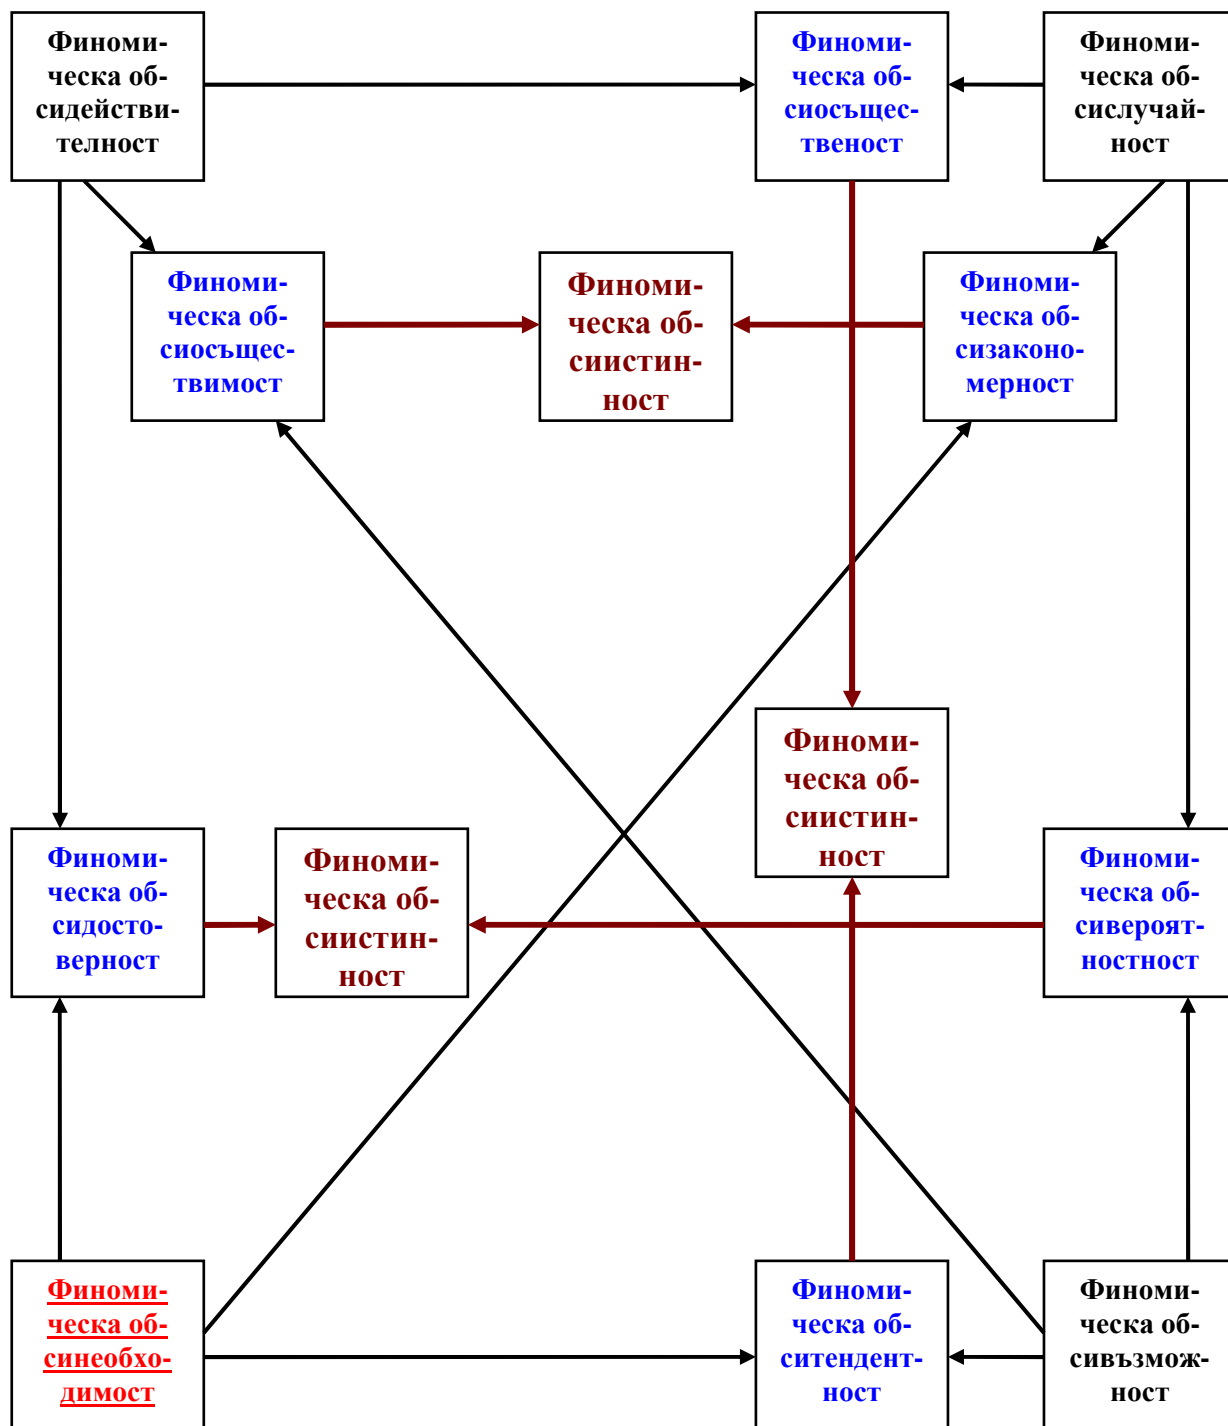 Финоми-
ческа об-
сидействи-
телност
Финоми-
ческа об-
сиосъщес-
твеност
Финоми-
ческа об-
сислучай-
ност
Финоми-
ческа об-
сиосъщес-
твимост
Финоми-
ческа об-
сиистин-
ност
Финоми-
ческа об-
сизаконо-
мерност
Финоми-
ческа об-
сиистин-
ност
Финоми-
ческа об-
сидосто-
верност
Финоми-
ческа об-
сиистин-
ност
Финоми-
ческа об-
сивероят-
ностност
Финоми-
ческа об-
синеобхо-
димост
Финоми-
ческа об-
ситендент-
ност
Финоми-
ческа об-
сивъзмож-
ност